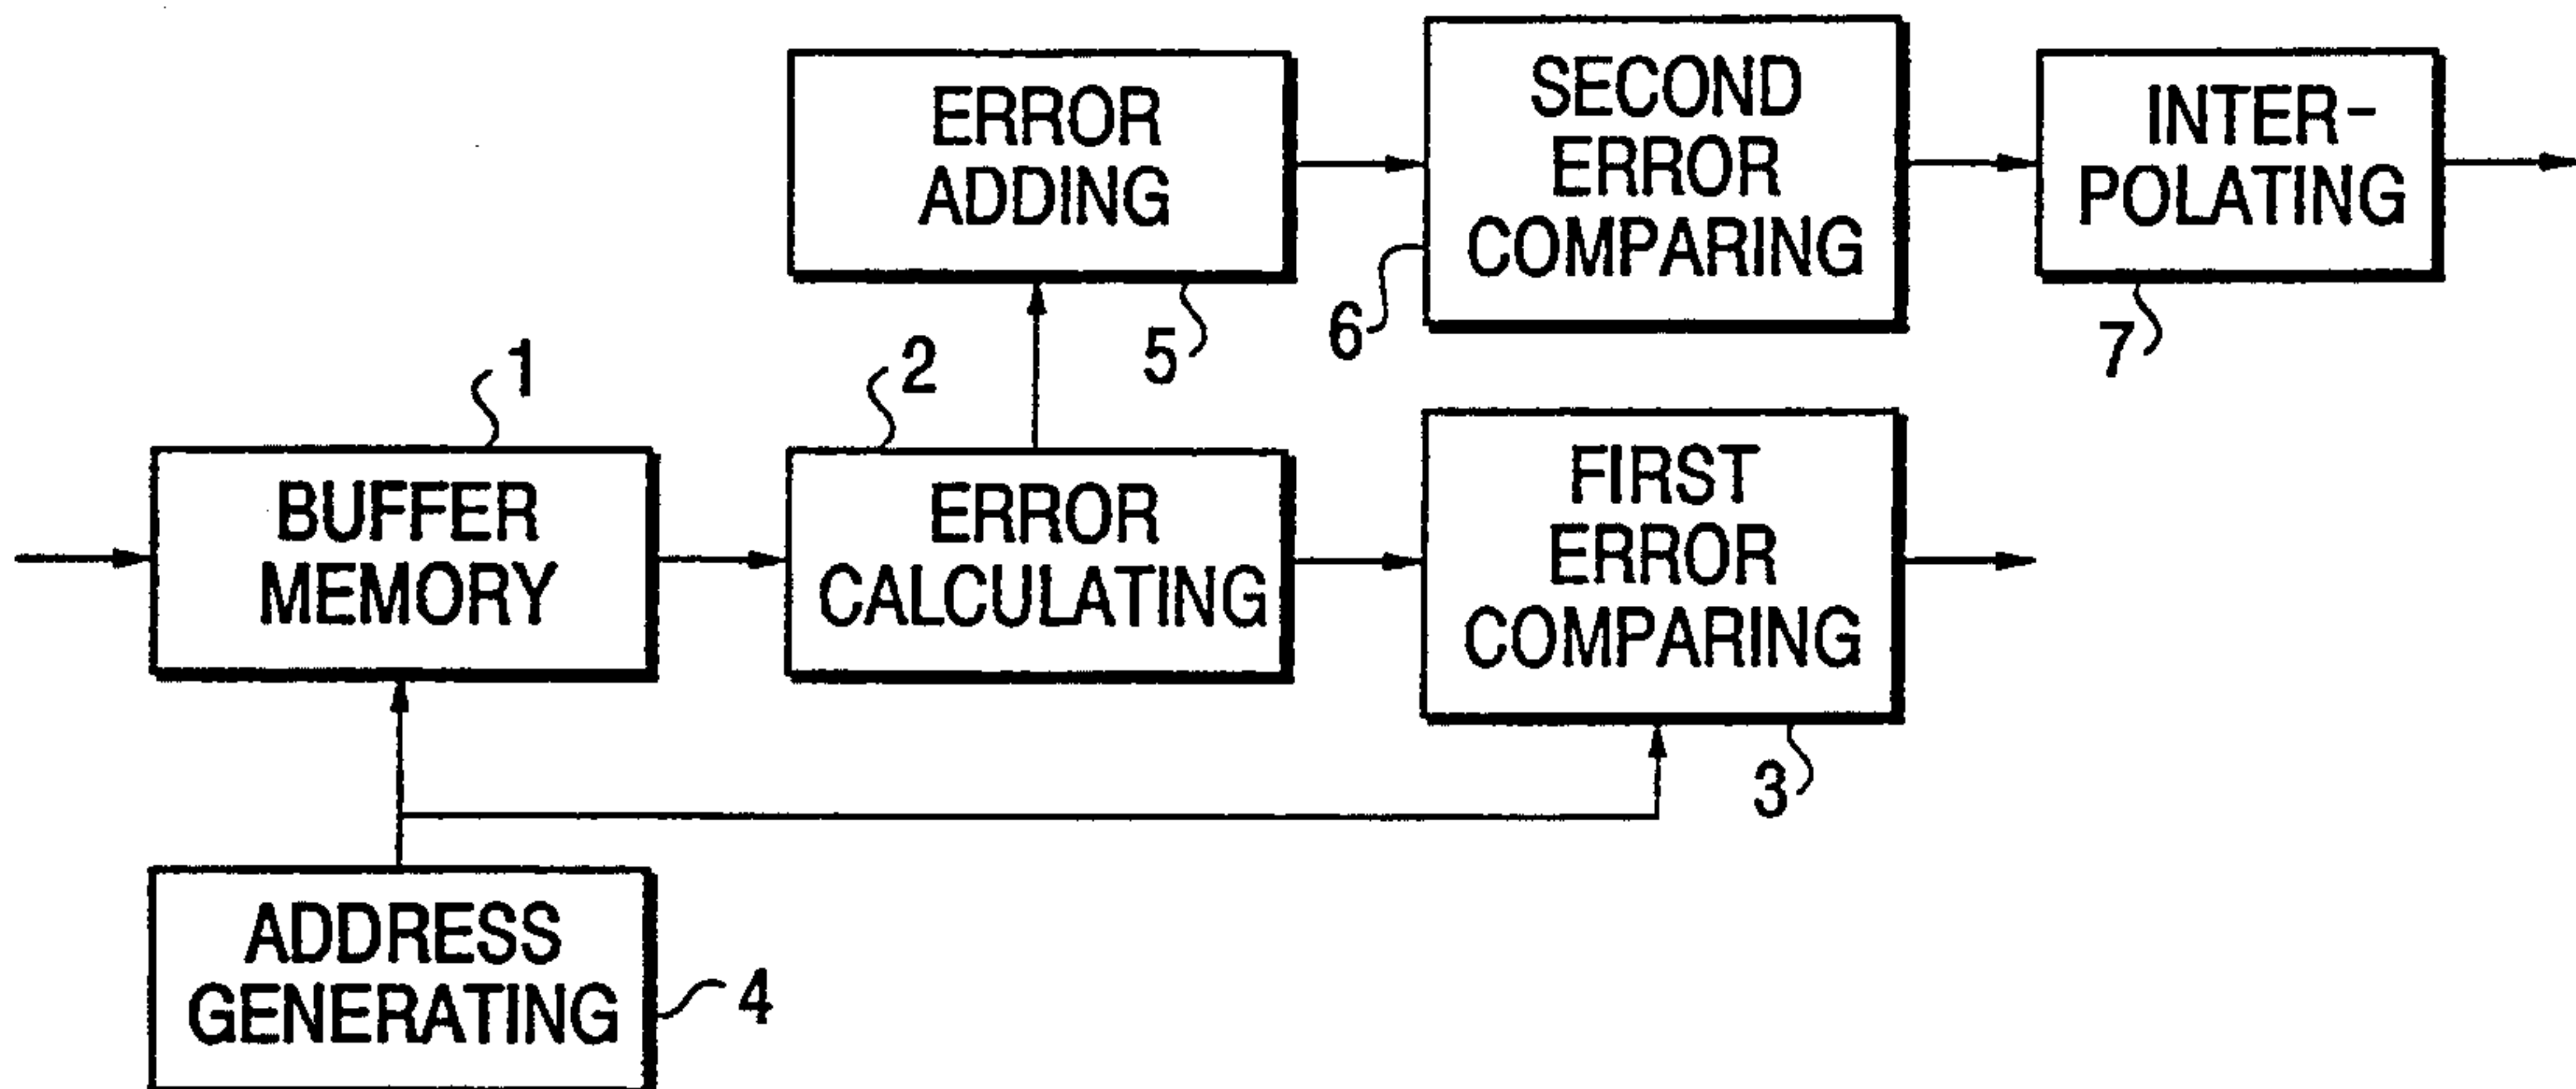 ERROR
ADDING
5
SECOND
ERROR
COMPARING
6
INTER-
POLATING
7
BUFFER
MEMORY
1
ERROR
CALCULATING
2
FIRST
ERROR
COMPARING
3
ADDRESS
GENERATING
4